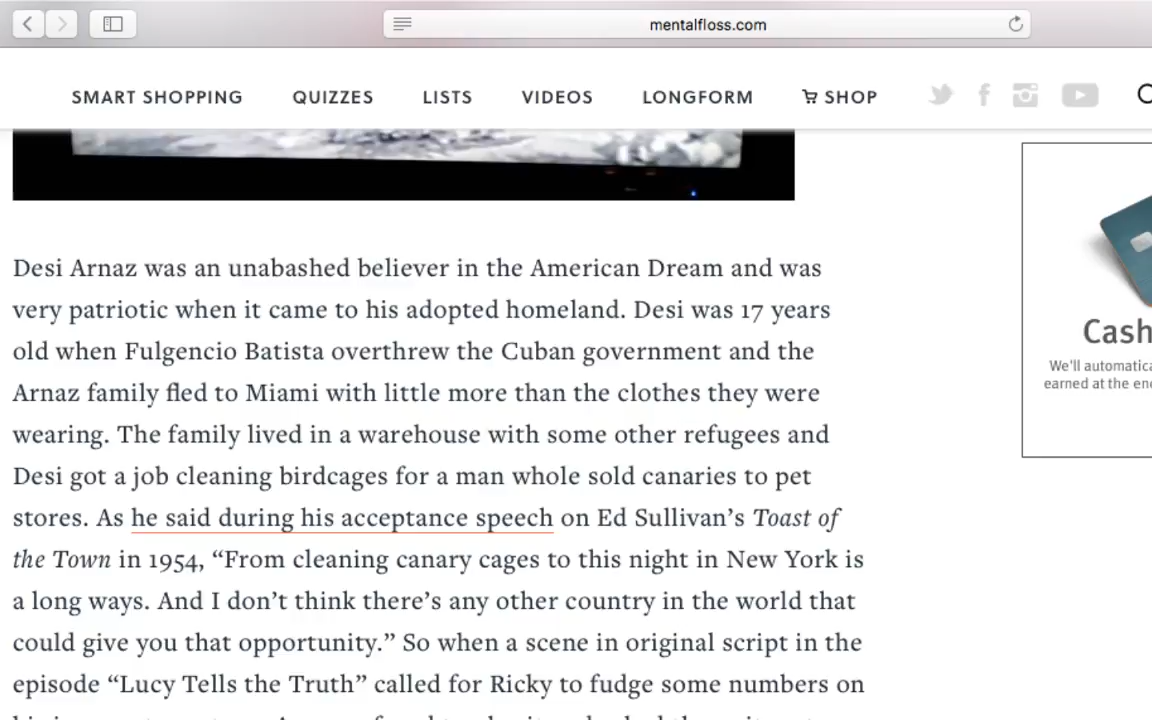 mentalfloss.com
SMART SHOPPING QUIZZES LISTS VIDEOS LONGFORM SHOP
Desi Arnaz was an unabashed believer in the American Dream and was
very patriotic when it came to his adopted homeland. Desi was 17 years
old when Fulgencio Batista overthrew the Cuban government and the
Arnaz family fled to Miami with little more than the clothes they were
wearing. The family lived in a warehouse with some other refugees and
Desi got a job cleaning birdcages for a man whole sold canaries to pet
stores. As he said during his acceptance speech on Ed Sullivan’s Toast of
the Town in 1954, “From cleaning canary cages to this night in New York is
a long ways. And I don’t think there’s any other country in the world that
could give you that opportunity.” So when a scene in original script in the
episode “Lucy Tells the Truth” called for Ricky to fudge some numbers on
Cash
We'll automatica
earned at the en